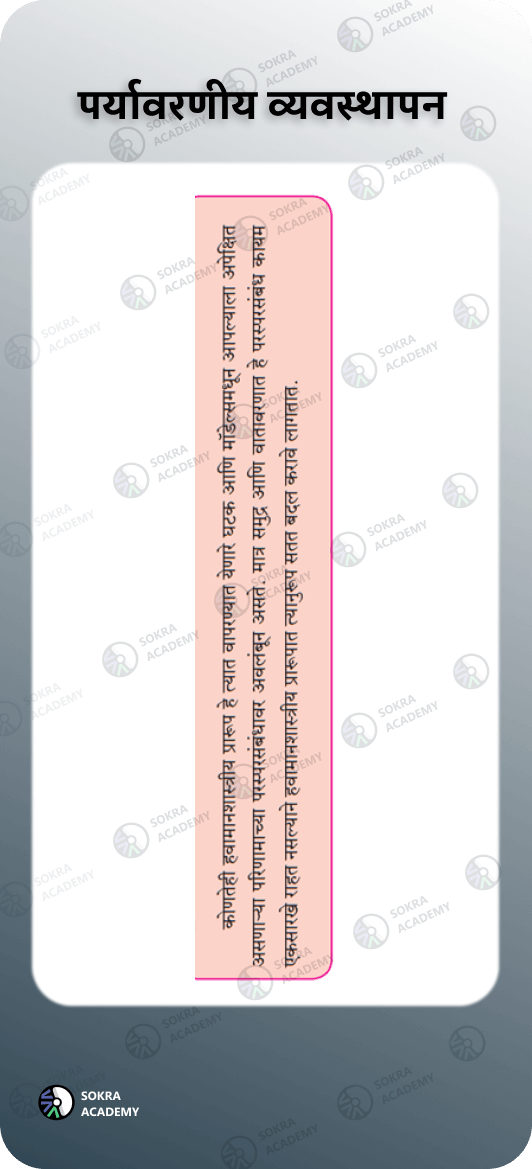 पर्यावरणीय व्यवस्थापन
कोणतेही हवामानशास्त्रीय प्रारूप हे त्यात वापरण्यात येणारे घटक आणि मॉडेल्समधून आपल्याला अपेक्षित
असणाऱ्या परिणामाच्या परस्परसंबंधावर अवलंबून असते. मात्र समुद्र आणि वातावरणात हे परस्परसंबंध कायम
एकसारखे राहत नसल्याने हवामानशास्त्रीय प्रारूपात त्यानुरूप सतत बदल करावे लागतात.
SOKRA
ACADEMY